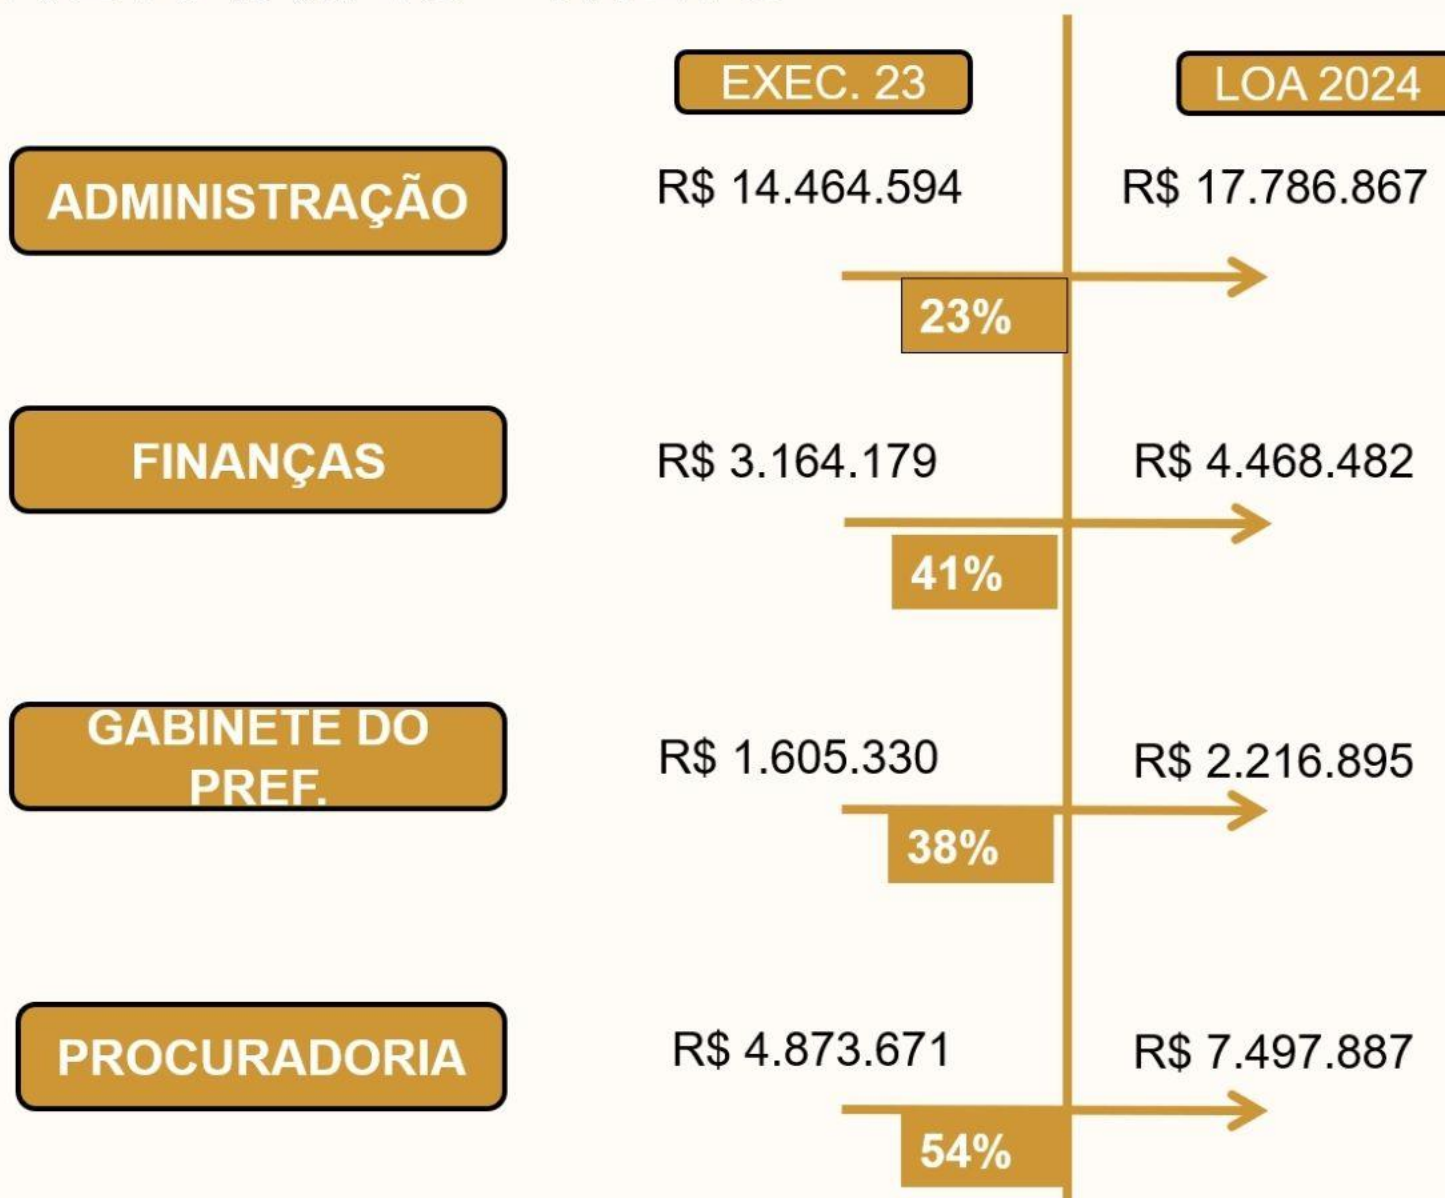 EXEC. 23
LOA 2024
ADMINISTRAÇÃO
R$ 14.464.594
R$ 17.786.867
23%
FINANÇAS
R$ 3.164.179
R$ 4.468.482
41%
GABINETE DO
PREF.
R$ 1.605.330
R$ 2.216.895
38%
PROCURADORIA
R$ 4.873.671
R$ 7.497.887
54%